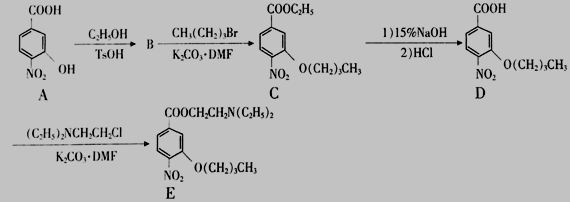 COOH
OH
NO₂
A
C₂H₅OH
TsOH
B
CH₃(CH₂)₃Br
K₂CO₃·DMF
COOC₂H₅
O(CH₂)₃CH₃
NO₂
C
1)15%NaOH
2)HCl
COOH
O(CH₂)₃CH₃
NO₂
D
(C₂H₅)₂NCH₂CH₂Cl
K₂CO₃·DMF
COOCH₂CH₂N(C₂H₅)₂
O(CH₂)₃CH₃
NO₂
E